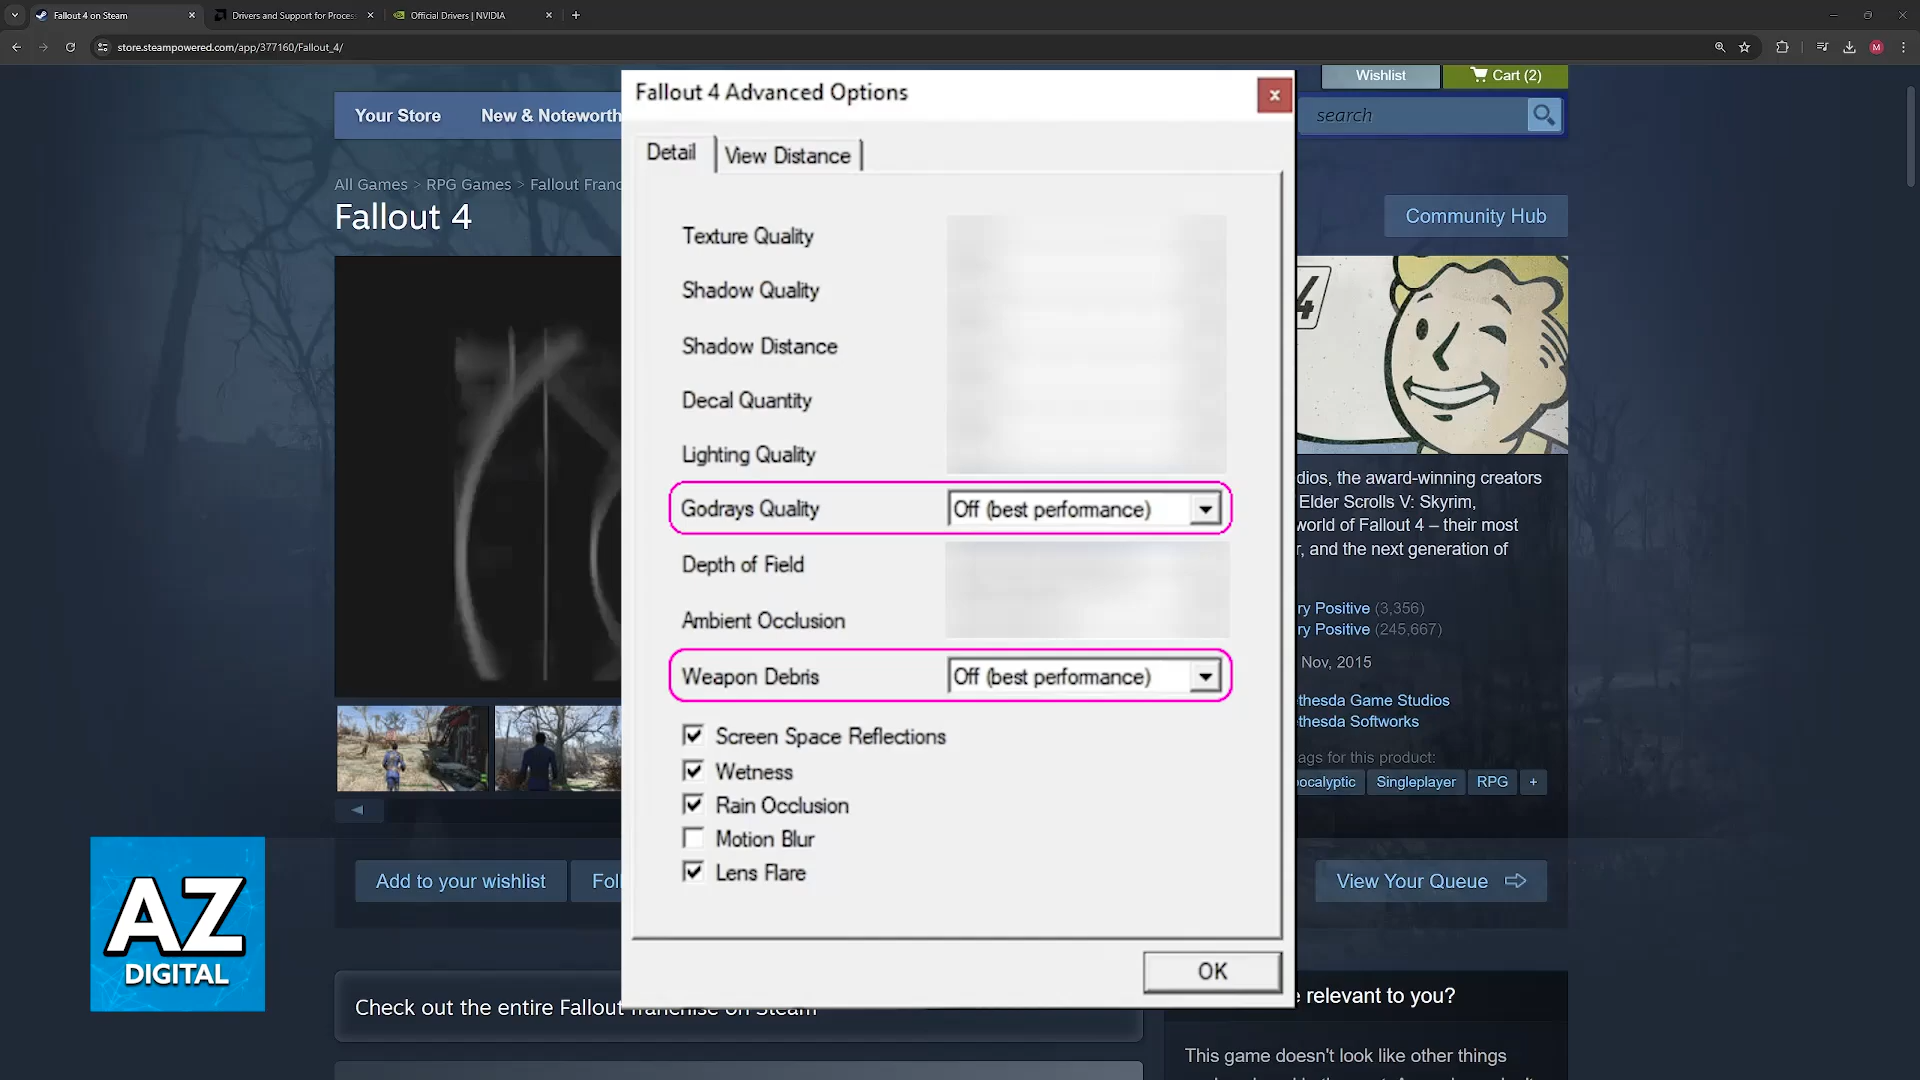 Fallout 4 on Steam
Drivers and Support for Process
Official Drivers | NVIDIA
store.steampowered.com/app/377160/Fallout_4/
M
Wishlist
Cart (2)
Your Store
New & Noteworth
search
All Games > RPG Games > Fallout Franc
Fallout 4
Community Hub
Fallout 4 Advanced Options
Detail
View Distance
Texture Quality
Shadow Quality
Shadow Distance
Decal Quantity
Lighting Quality
Godrays Quality
Off (best performance)
Depth of Field
Ambient Occlusion
Weapon Debris
Off (best performance)
Screen Space Reflections
Wetness
Rain Occlusion
Motion Blur
Lens Flare
OK
4
dios, the award-winning creators
Elder Scrolls V: Skyrim,
world of Fallout 4 – their most
r, and the next generation of
ry Positive (3,356)
ry Positive (245,667)
Nov, 2015
thesda Game Studios
thesda Softworks
ags for this product:
ocalyptic
Singleplayer
RPG
+
Add to your wishlist
Foll
View Your Queue
AZ
DIGITAL
Check out the entire Fallout franchise on Steam
e relevant to you?
This game doesn't look like other things